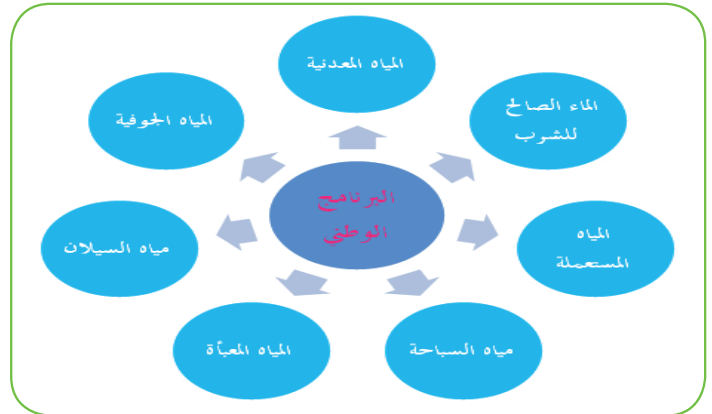 المياه المعدنية
الماء الصالح
للشرب
المياه الجوفية
البرنامج
الوطني
المياه
المستعملة
مياه السيلان
مياه السباحة
المياه المعبأة